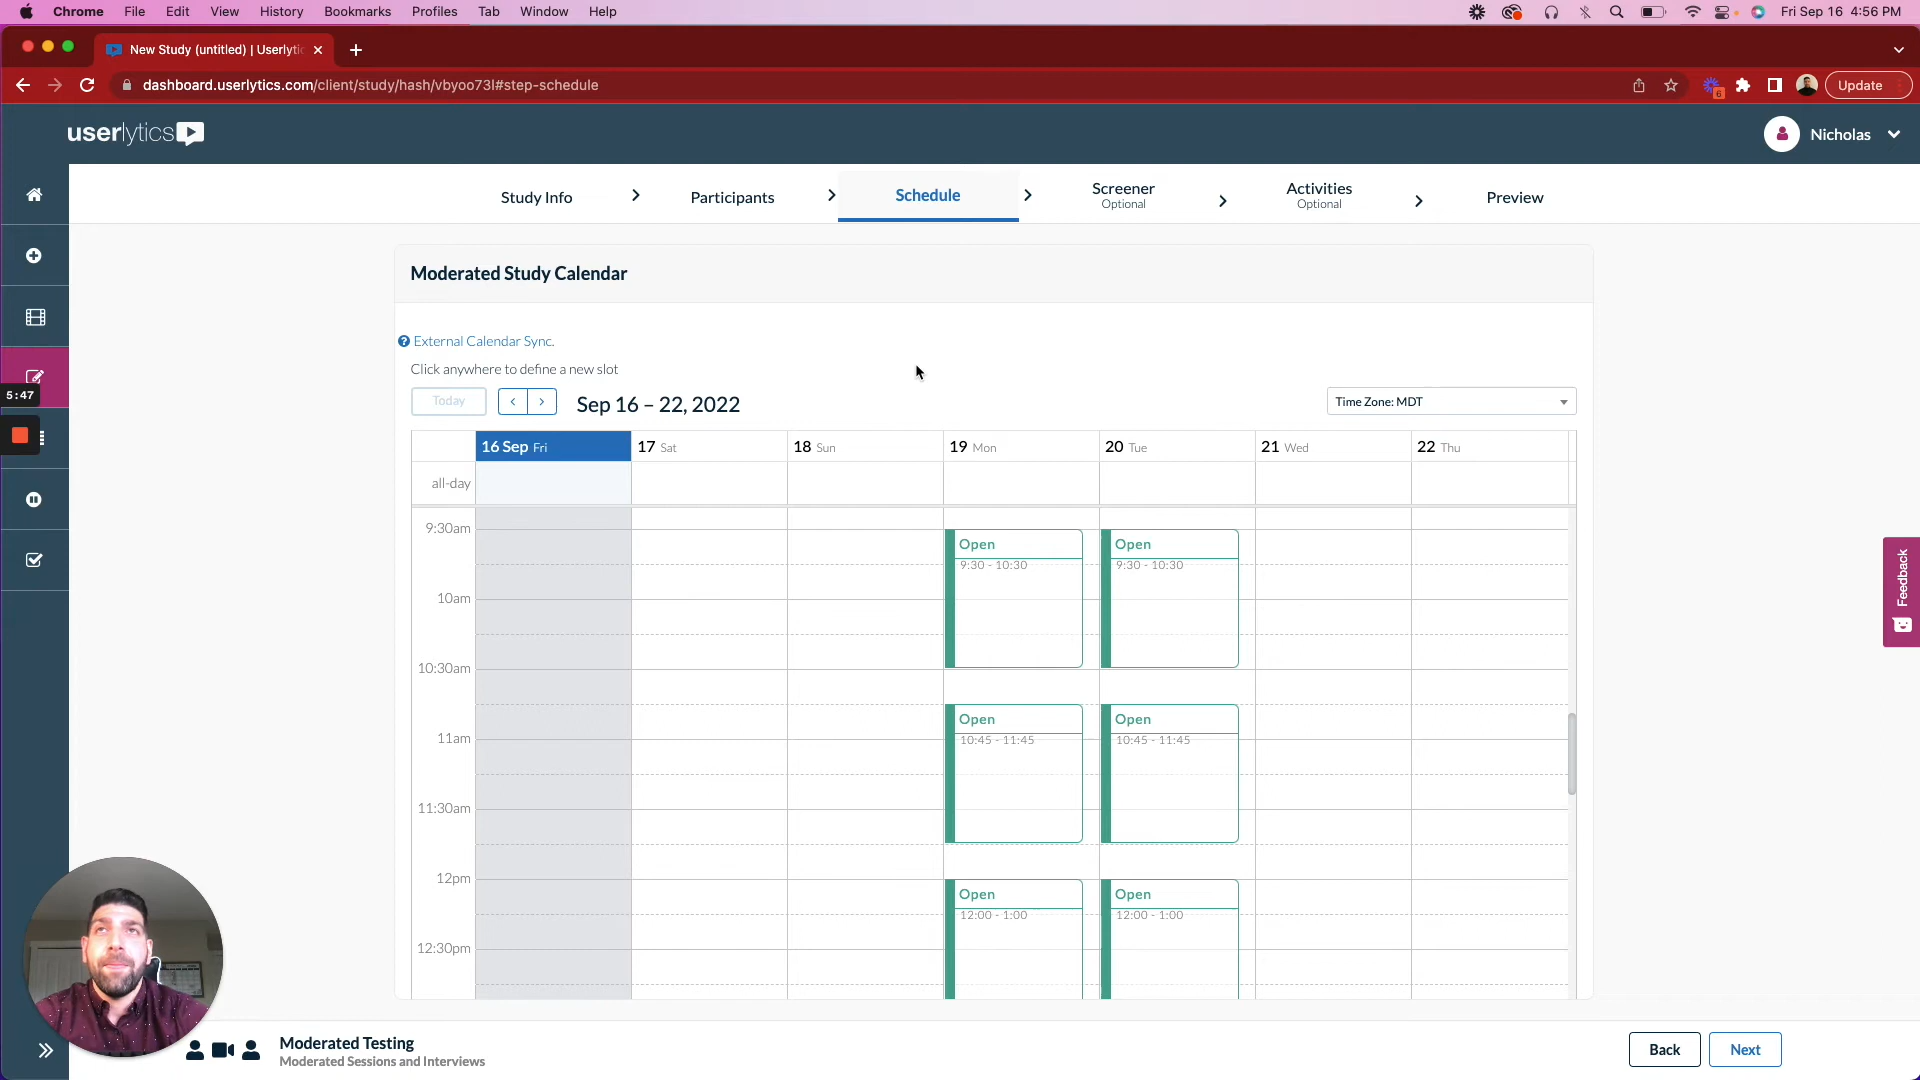 Chrome File Edit View History Bookmarks Profiles Tab Window Help Fri Sep 16 4:56 PM
New Study (untitled) | Userlytic
dashboard.userlytics.com/client/study/hash/vbyoo73l#step-schedule
6
Update
userlytics
Nicholas
Study Info
Participants
Schedule
Screener
Optional
Activities
Optional
Preview
Moderated Study Calendar
? External Calendar Sync.
Click anywhere to define a new slot
Today < > Sep 16 – 22, 2022 Time Zone: MDT
5:47
16 Sep Fri 17 Sat 18 Sun 19 Mon 20 Tue 21 Wed 22 Thu
all-day
9:30am
Open Open
9:30 - 10:30 9:30 - 10:30
10am
10:30am
Open Open
10:45 - 11:45 10:45 - 11:45
11am
11:30am
12pm
Open Open
12:00 - 1:00 12:00 - 1:00
12:30pm
Feedback
Moderated Testing
Moderated Sessions and Interviews
Back Next